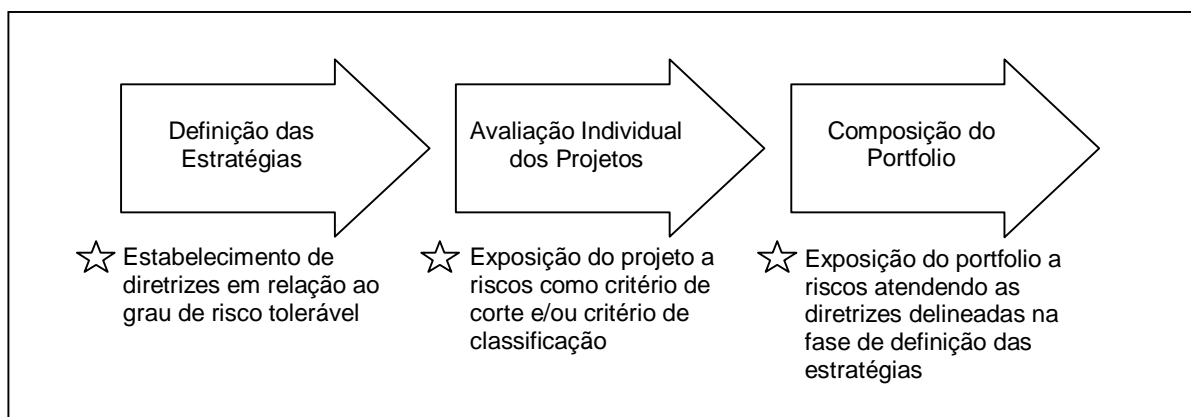 Definição das
Estratégias
Avaliação Individual
dos Projetos
Composição do
Portfolio
Estabelecimento de
diretrizes em relação ao
grau de risco tolerável
Exposição do projeto a
riscos como critério de
corte e/ou critério de
classificação
Exposição do portfolio a
riscos atendendo as
diretrizes delineadas na
fase de definição das
estratégias